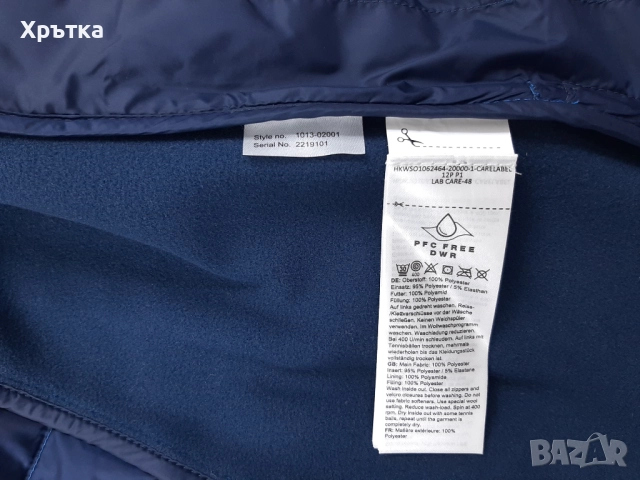 Хрътка
Style no. 1013-02001
Serial No. 2219101
HKWSO1062464-20000-1-CARELABEL
12P P1
LAB CARE-48
PFC FREE
DWR
30 400
DE: Oberstoff: 100% Polyester
Einsatz: 95% Polyester / 5% Elasthan
Futter: 100% Polyamid
Füllung: 100% Polyester
Auf links gedreht waschen. Reiss-
/Klettverschlüsse vor der Wäsche
schließen. Keinen Weichspüler
verwenden. Im Wollwaschprogramm
waschen. Waschladung reduzieren.
Bei 400 U/min schleudern. Auf links mit
Tennisbällen trocknen, mehrmals
wiederholen bis das Kleidungsstück
vollständig trocken ist.
GB: Main Fabric: 100% Polyester
Insert: 95% Polyester / 5% Elastane
Lining: 100% Polyamide.
Filling: 100% Polyester
Wash inside out. Close all zippers and
velcro closures before washing. Do not
use fabric softeners. Use special wool
setting. Reduce wash-load. Spin at 400
rpm. Dry Inside out with some tennis
balls, repeat until the garment is
completely dry.
FR: Matière extérieure: 100%
Polyester.
BAZAR